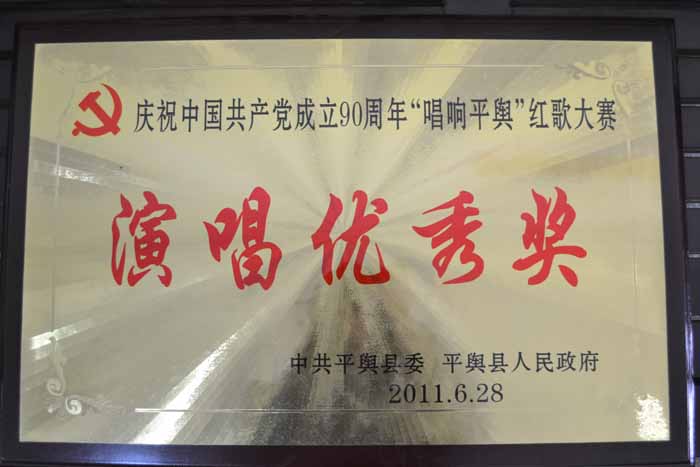 庆祝中国共产党成立90周年“唱响平舆”红歌大赛
演唱优秀奖
中共平舆县委 平舆县人民政府
2011.6.28